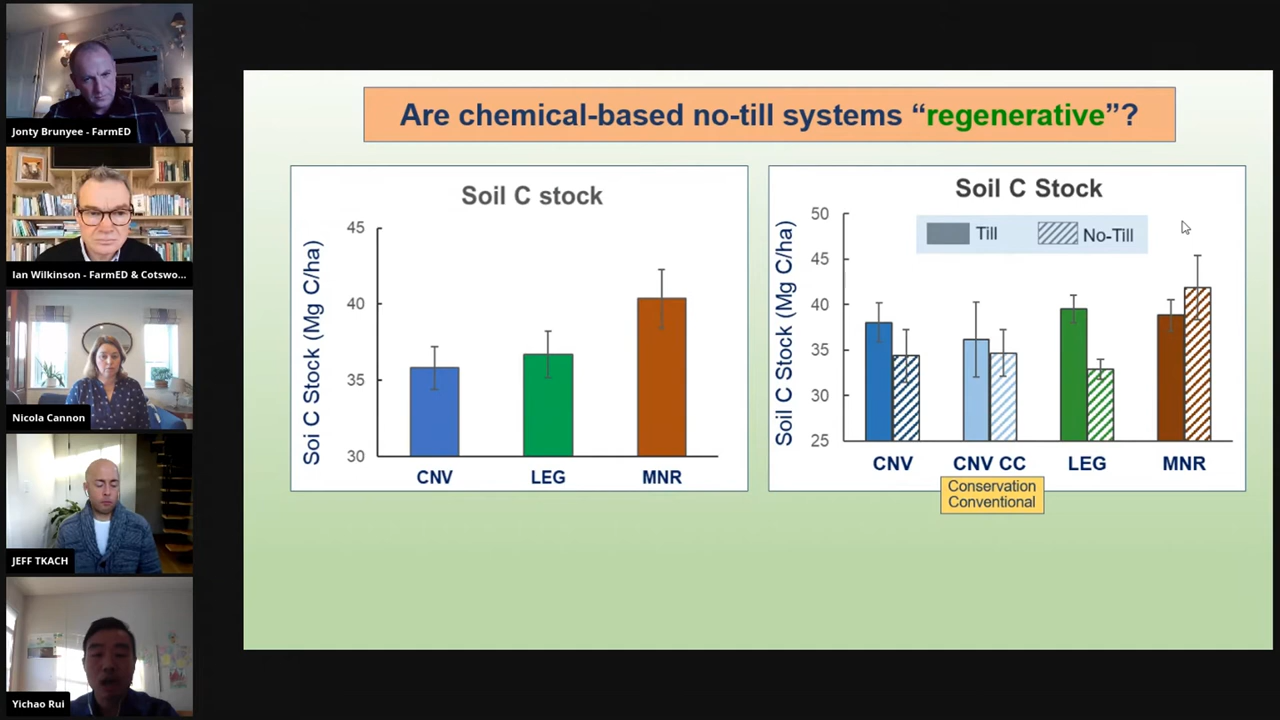 Jonty Brunyee - FarmED
Ian Wilkinson - FarmED & Cotswo...
Nicola Cannon
JEFF TKACH
Yichao Rui
Are chemical-based no-till systems “regenerative”?
Soil C stock
Soi C Stock (Mg C/ha)
45
40
35
30
CNV LEG MNR
Soil C Stock
Till No-Till
Soil C Stock (Mg C/ha)
50
45
40
35
30
25
CNV CNV CC LEG MNR
Conservation
Conventional